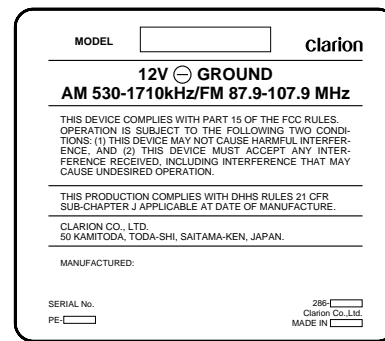 MODEL clarion
12V ⊖ GROUND
AM 530-1710kHz/FM 87.9-107.9 MHz
THIS DEVICE COMPLIES WITH PART 15 OF THE FCC RULES.
OPERATION IS SUBJECT TO THE FOLLOWING TWO CONDI-
TIONS: (1) THIS DEVICE MAY NOT CAUSE HARMFUL INTERFER-
ENCE, AND (2) THIS DEVICE MUST ACCEPT ANY INTER-
FERENCE RECEIVED, INCLUDING INTERFERENCE THAT MAY
CAUSE UNDESIRED OPERATION.
THIS PRODUCTION COMPLIES WITH DHHS RULES 21 CFR
SUB-CHAPTER J APPLICABLE AT DATE OF MANUFACTURE.
CLARION CO., LTD.
50 KAMITODA, TODA-SHI, SAITAMA-KEN, JAPAN.
MANUFACTURED:
SERIAL No.
PE-
286-
Clarion Co.,Ltd.
MADE IN